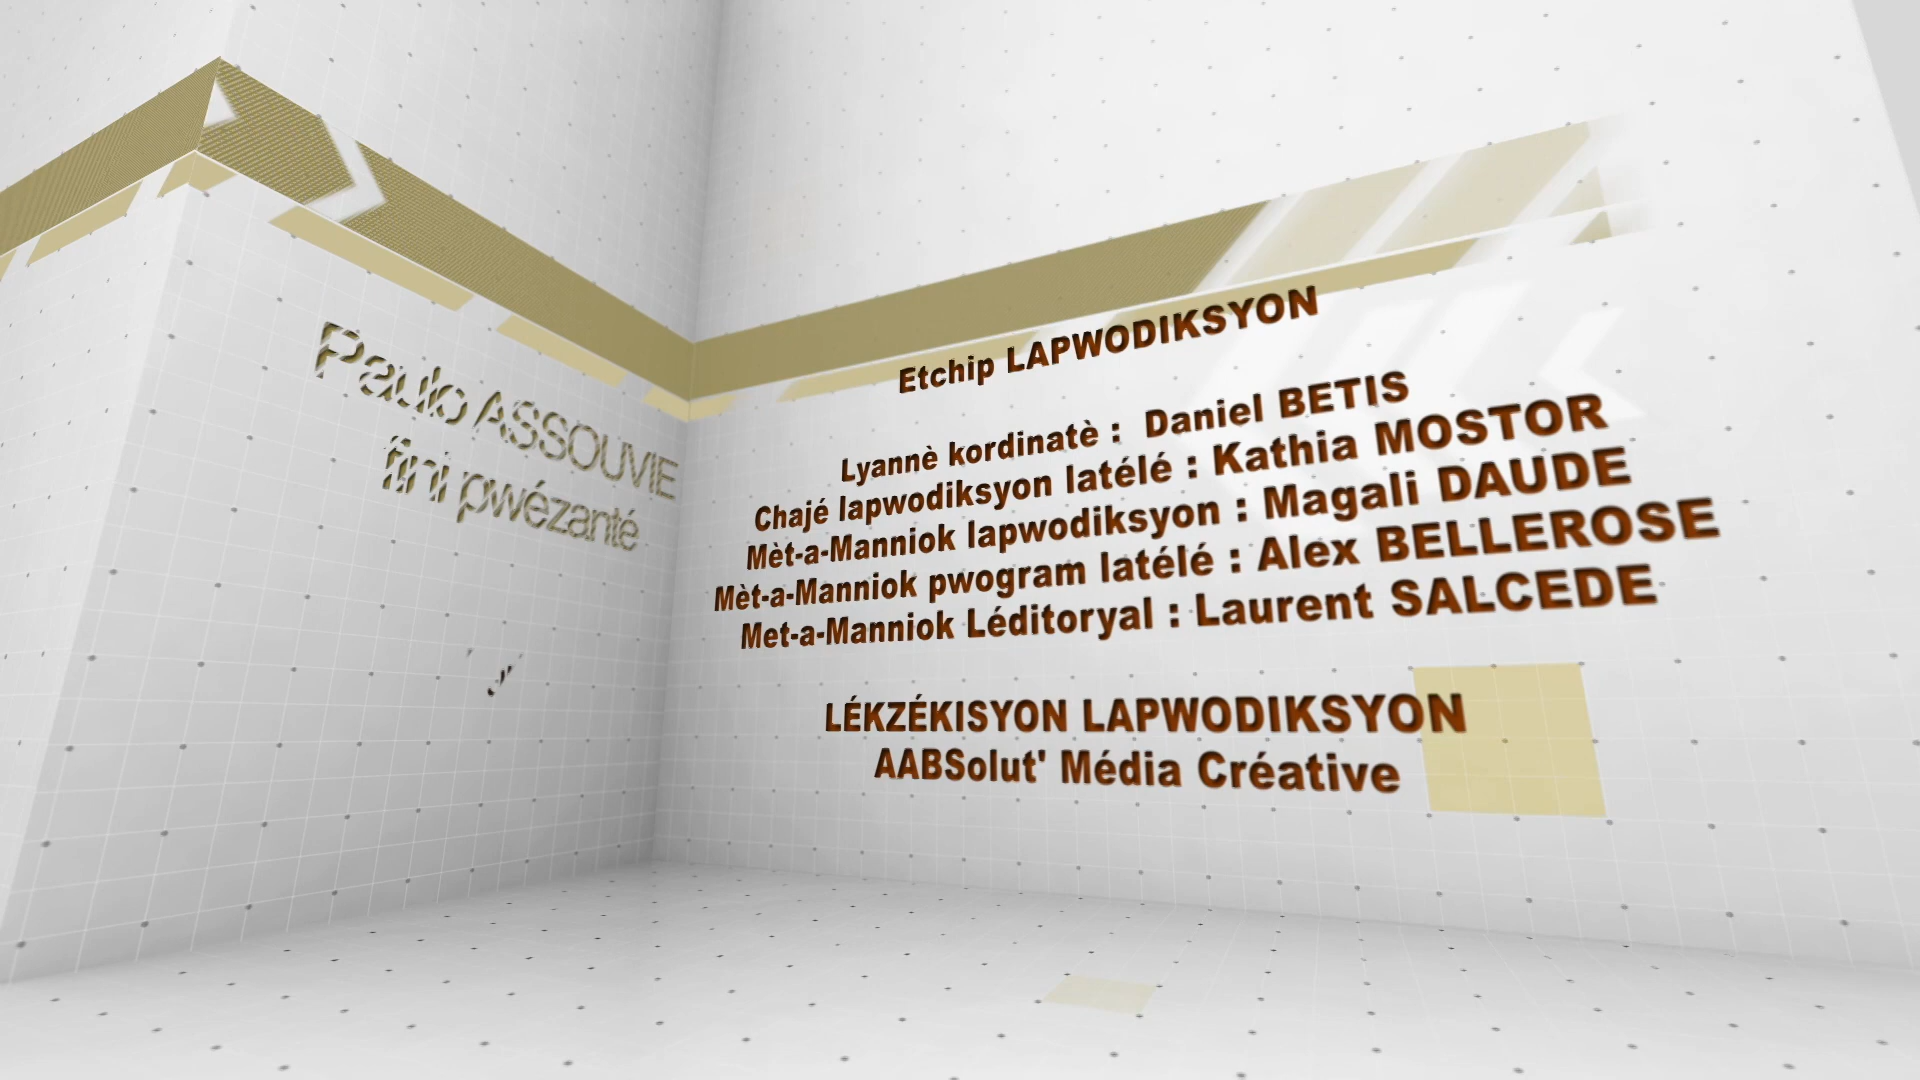 Paulo ASSOUVIE
fini pwézanté
Etchip LAPWODIKSYON
Lyannè kordinatè : Daniel BETIS
Chajé lapwodiksyon latélé : Kathia MOSTOR
Mèt-a-Manniok lapwodiksyon : Magali DAUDE
Mèt-a-Manniok pwogram latélé : Alex BELLEROSE
Met-a-Manniok Léditoryal : Laurent SALCEDE
LÉKZÉKISYON LAPWODIKSYON
AABSolut' Média Créative